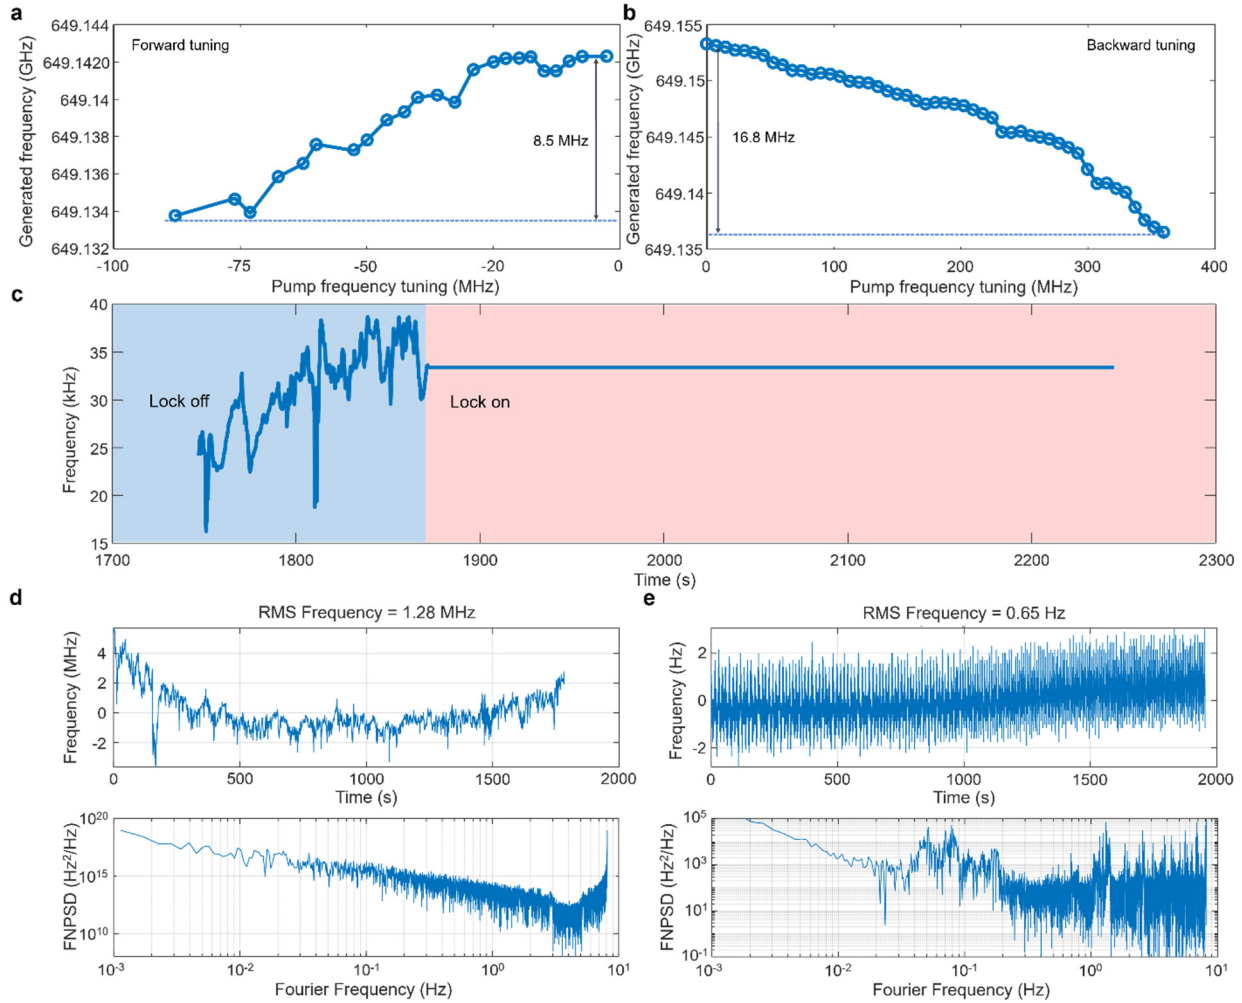 a
Forward tuning
Generated frequency (GHz)
649.144
649.1420
649.14
649.138
649.136
649.134
649.132
8.5 MHz
-100
-75
-50
-40
-20
0
Pump frequency tuning (MHz)
b
Backward tuning
Generated frequency (GHz)
649.155
649.15
649.145
649.14
649.135
16.8 MHz
0
100
200
300
400
Pump frequency tuning (MHz)
c
Frequency (kHz)
40
35
30
25
20
15
Lock off
Lock on
1700
1800
1900
2000
2100
2200
2300
Time (s)
d
RMS Frequency = 1.28 MHz
Frequency (MHz)
4
2
0
-2
0
500
1000
1500
2000
Time (s)
FNPSD (Hz²/Hz)
10²⁰
10¹⁵
10¹⁰
10⁻³
10⁻²
10⁻¹
10⁰
10¹
Fourier Frequency (Hz)
e
RMS Frequency = 0.65 Hz
Frequency (Hz)
2
0
-2
0
500
1000
1500
2000
Time (s)
FNPSD (Hz²/Hz)
10⁵
10³
10¹
10⁻¹
10⁻³
10⁻²
10⁻¹
10⁰
10¹
Fourier Frequency (Hz)